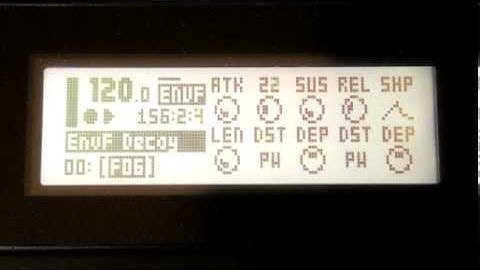 120.0 ENVF ATK 22 SUS REL SHP
156:2:4
EnvF Decay LEN DST DEP DST DEP
00:[F06] PW PW